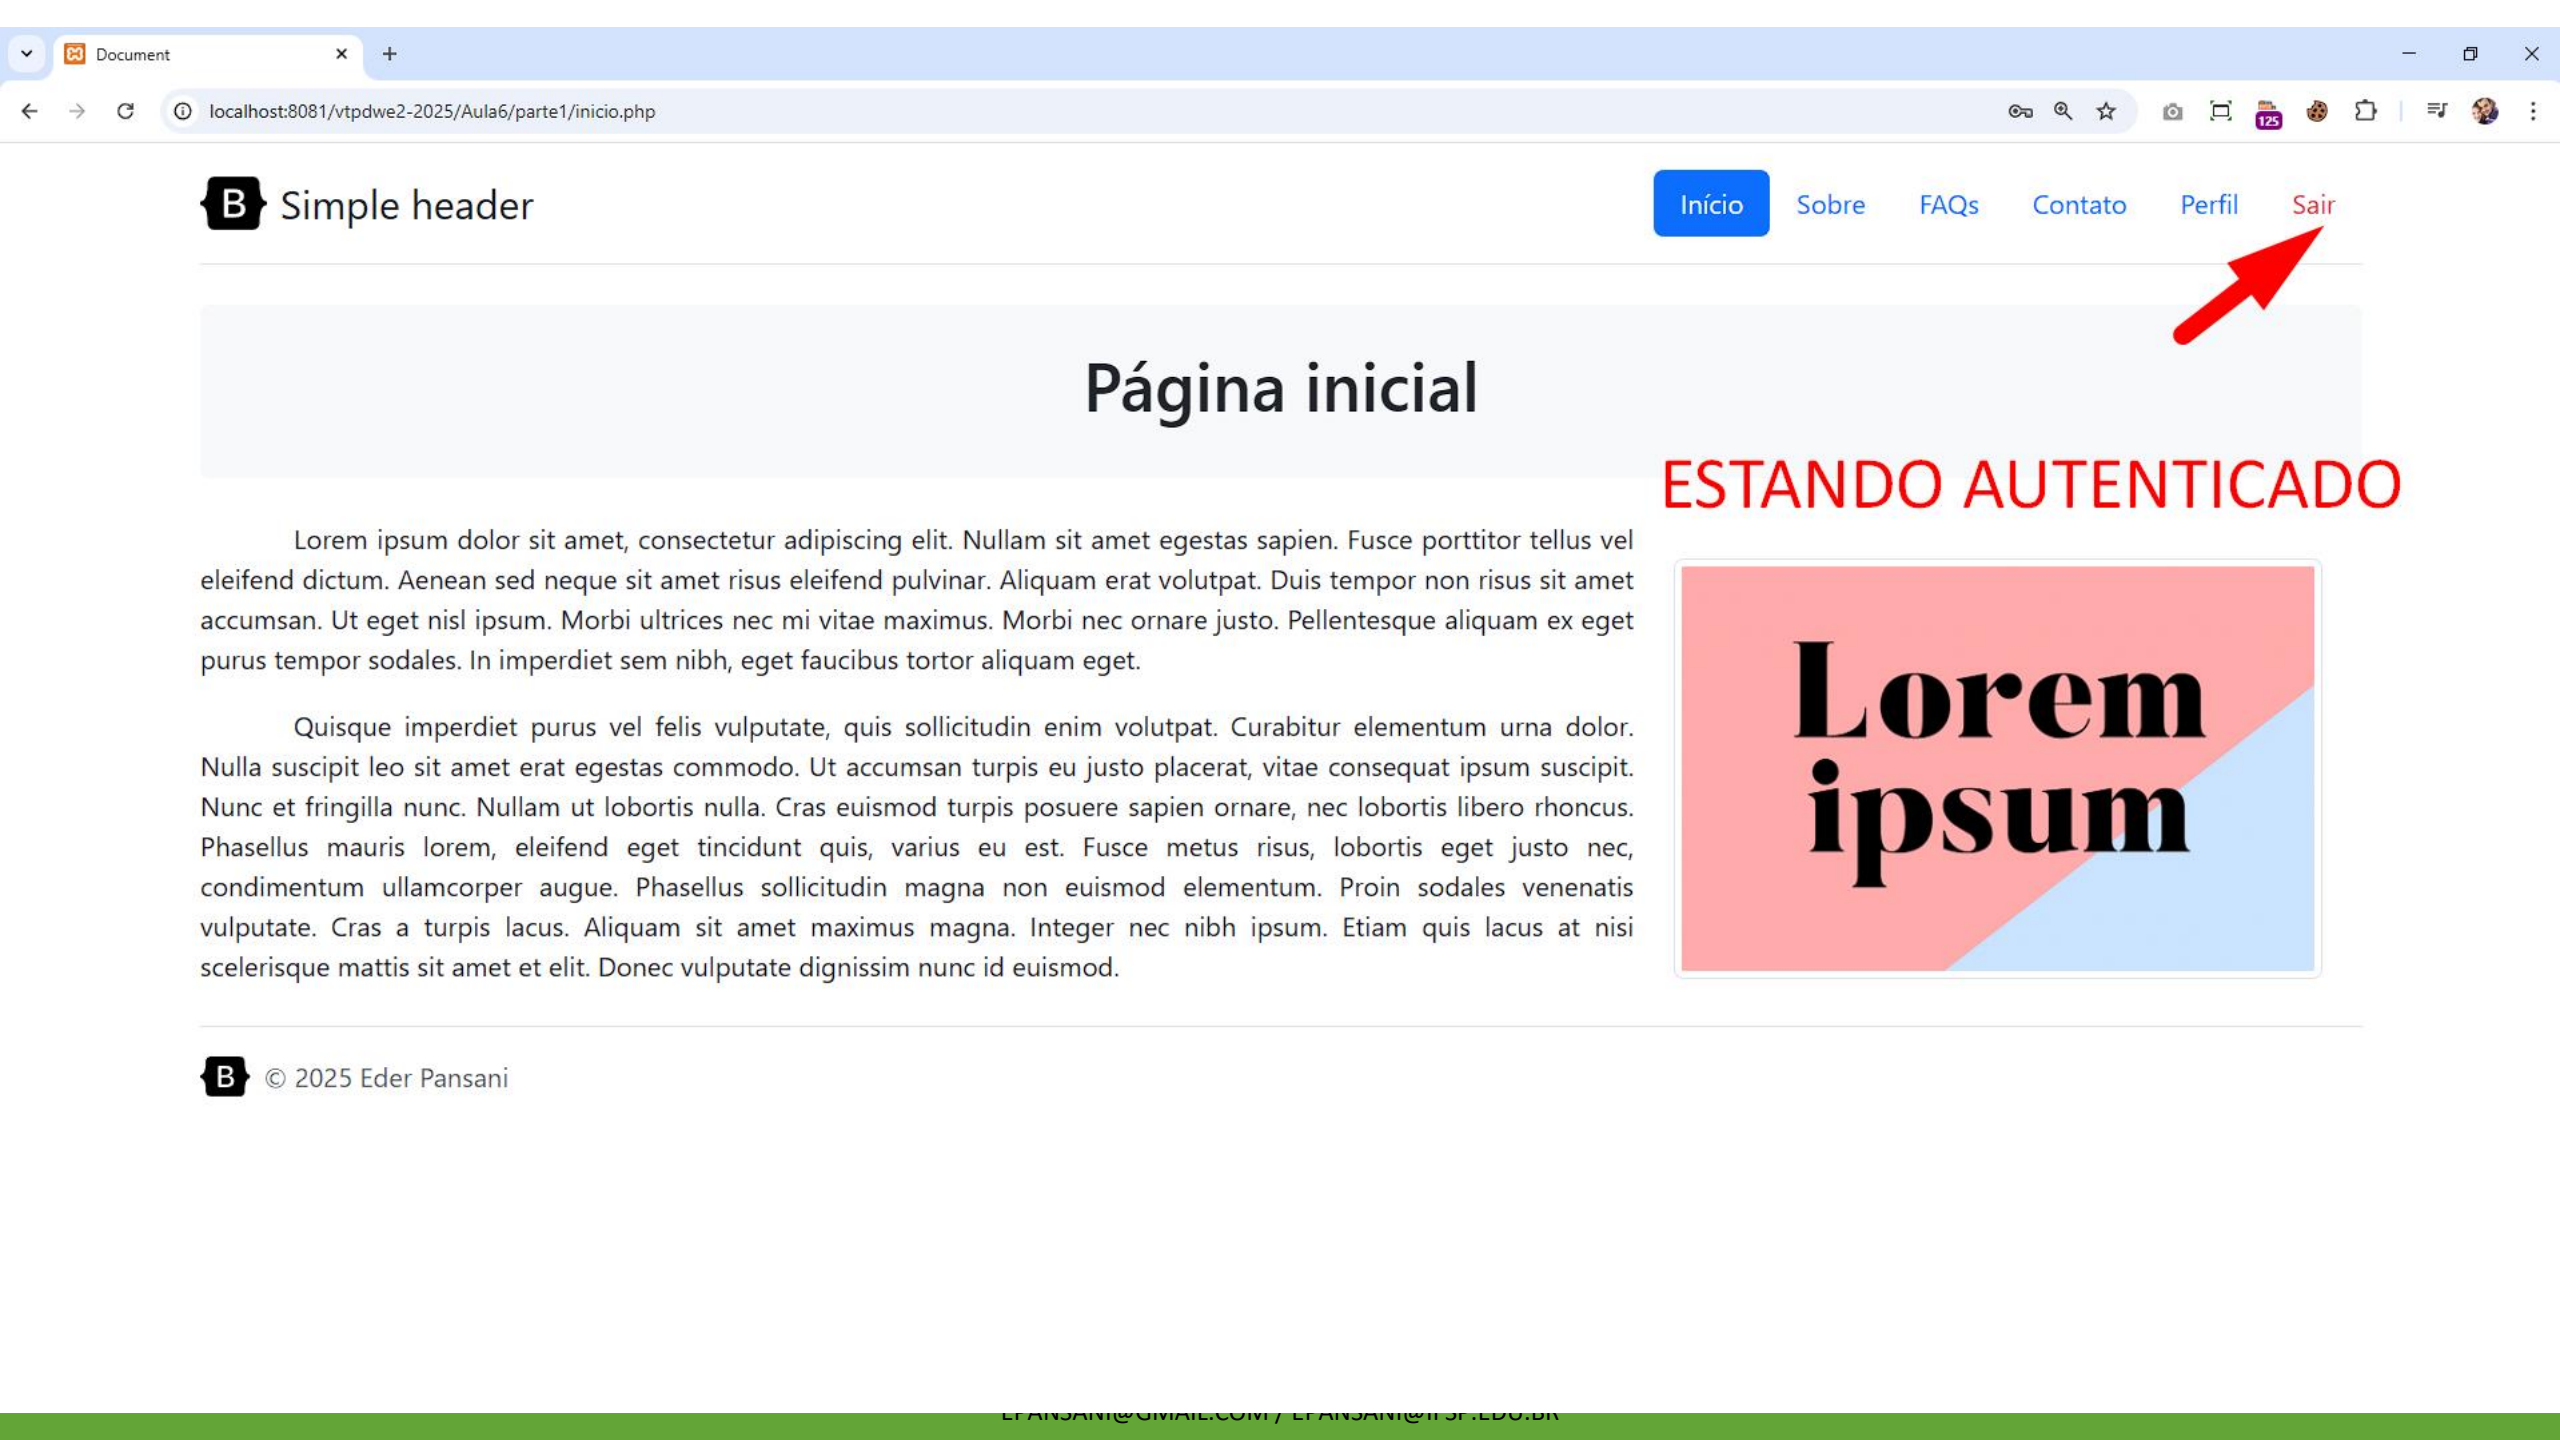 Document
localhost:8081/vtpdwe2-2025/Aula6/parte1/inicio.php
125
B Simple header
Início Sobre FAQs Contato Perfil Sair
Página inicial
ESTANDO AUTENTICADO
Lorem ipsum dolor sit amet, consectetur adipiscing elit. Nullam sit amet egestas sapien. Fusce porttitor tellus vel
eleifend dictum. Aenean sed neque sit amet risus eleifend pulvinar. Aliquam erat volutpat. Duis tempor non risus sit amet
accumsan. Ut eget nisl ipsum. Morbi ultrices nec mi vitae maximus. Morbi nec ornare justo. Pellentesque aliquam ex eget
purus tempor sodales. In imperdiet sem nibh, eget faucibus tortor aliquam eget.
Quisque imperdiet purus vel felis vulputate, quis sollicitudin enim volutpat. Curabitur elementum urna dolor.
Nulla suscipit leo sit amet erat egestas commodo. Ut accumsan turpis eu justo placerat, vitae consequat ipsum suscipit.
Nunc et fringilla nunc. Nullam ut lobortis nulla. Cras euismod turpis posuere sapien ornare, nec lobortis libero rhoncus.
Phasellus mauris lorem, eleifend eget tincidunt quis, varius eu est. Fusce metus risus, lobortis eget justo nec,
condimentum ullamcorper augue. Phasellus sollicitudin magna non euismod elementum. Proin sodales venenatis
vulputate. Cras a turpis lacus. Aliquam sit amet maximus magna. Integer nec nibh ipsum. Etiam quis lacus at nisi
scelerisque mattis sit amet et elit. Donec vulputate dignissim nunc id euismod.
Lorem
ipsum
B © 2025 Eder Pansani
EPANSANI@GMAIL.COM / EPANSANI@IFSP.EDU.BR